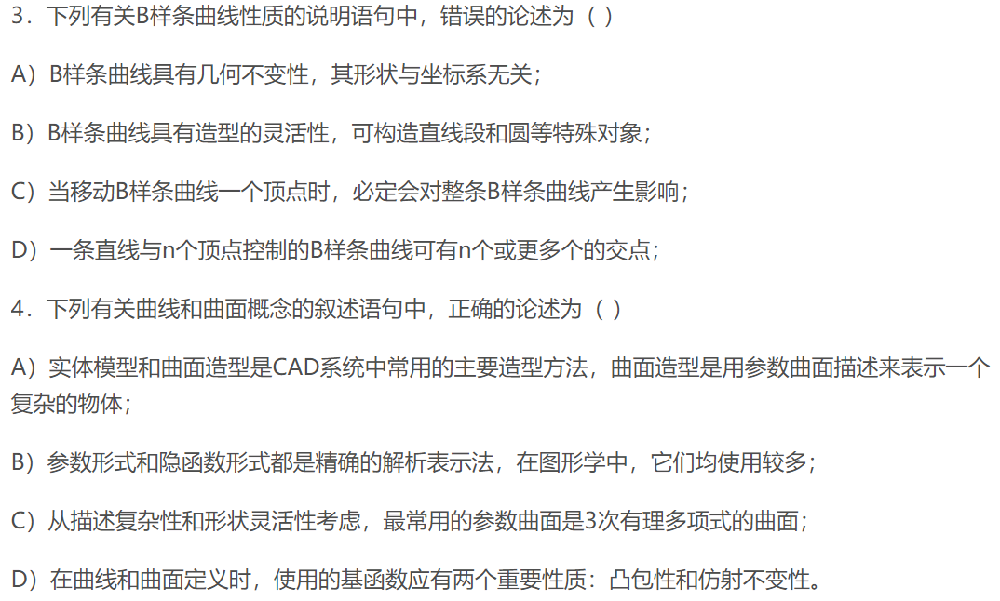 3．下列有关B样条曲线性质的说明语句中，错误的论述为（ ）
A）B样条曲线具有几何不变性，其形状与坐标系无关；
B）B样条曲线具有造型的灵活性，可构造直线段和圆等特殊对象；
C）当移动B样条曲线一个顶点时，必定会对整条B样条曲线产生影响；
D）一条直线与n个顶点控制的B样条曲线可有n个或更多个的交点；
4．下列有关曲线和曲面概念的叙述语句中，正确的论述为（ ）
A）实体模型和曲面造型是CAD系统中常用的主要造型方法，曲面造型是用参数曲面描述来表示一个
复杂的物体；
B）参数形式和隐函数形式都是精确的解析表示法，在图形学中，它们均使用较多；
C）从描述复杂性和形状灵活性考虑，最常用的参数曲面是3次有理多项式的曲面；
D）在曲线和曲面定义时，使用的基函数应有两个重要性质：凸包性和仿射不变性。